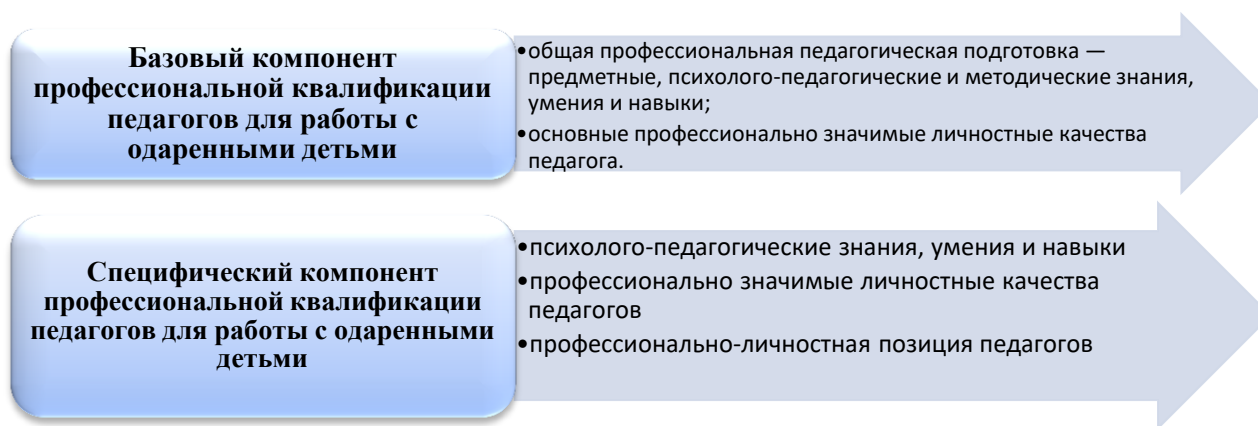 Базовый компонент
профессиональной квалификации
педагогов для работы с
одаренными детьми
•общая профессиональная педагогическая подготовка —
предметные, психолого-педагогические и методические знания,
умения и навыки;
•основные профессионально значимые личностные качества
педагога.
Специфический компонент
профессиональной квалификации
педагогов для работы с одаренными
детьми
•психолого-педагогические знания, умения и навыки
•профессионально значимые личностные качества
педагогов
•профессионально-личностная позиция педагогов